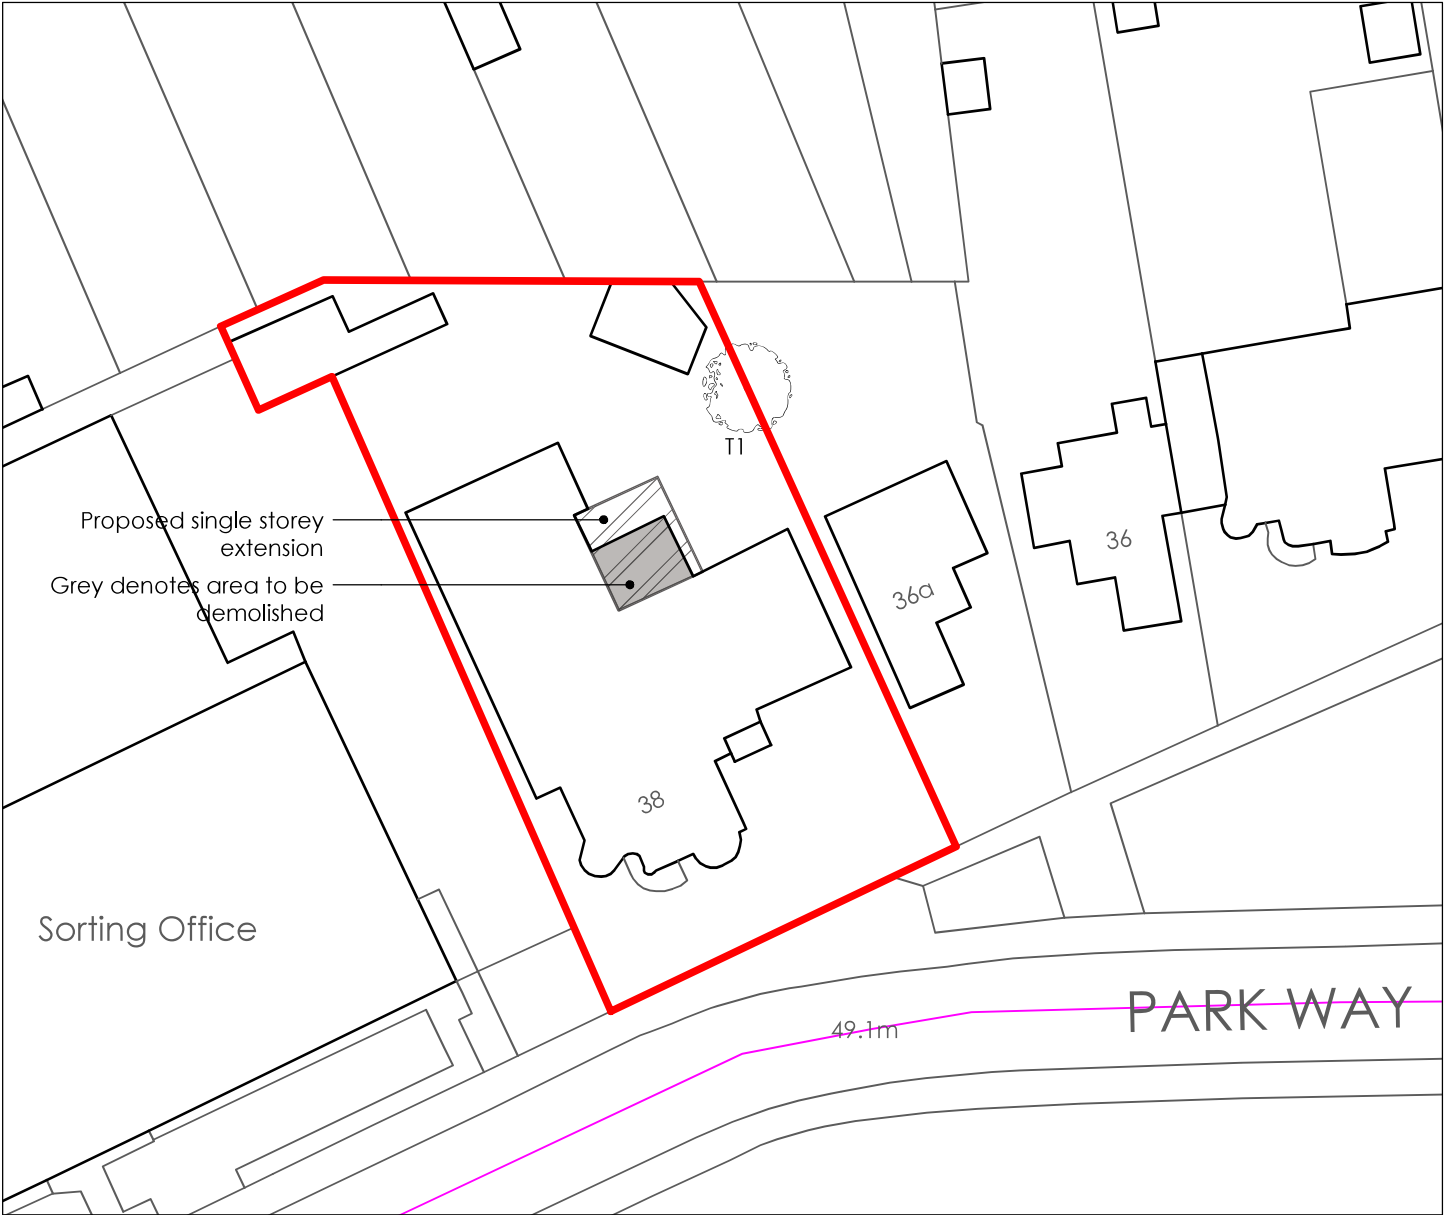 T1
Proposed single storey
extension
Grey denotes area to be
demolished
36
36a
38
Sorting Office
PARK WAY
49.1m